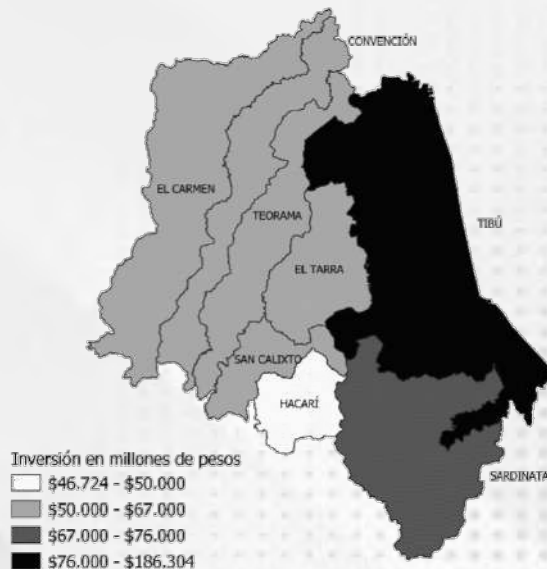 CONVENCIÓN
EL CARMEN
TEORAMA
TIBÚ
EL TARRA
SAN CALIXTO
HACARÍ
SARDINATA
Inversión en millones de pesos
$46.724 - $50.000
$50.000 - $67.000
$67.000 - $76.000
$76.000 - $186.304